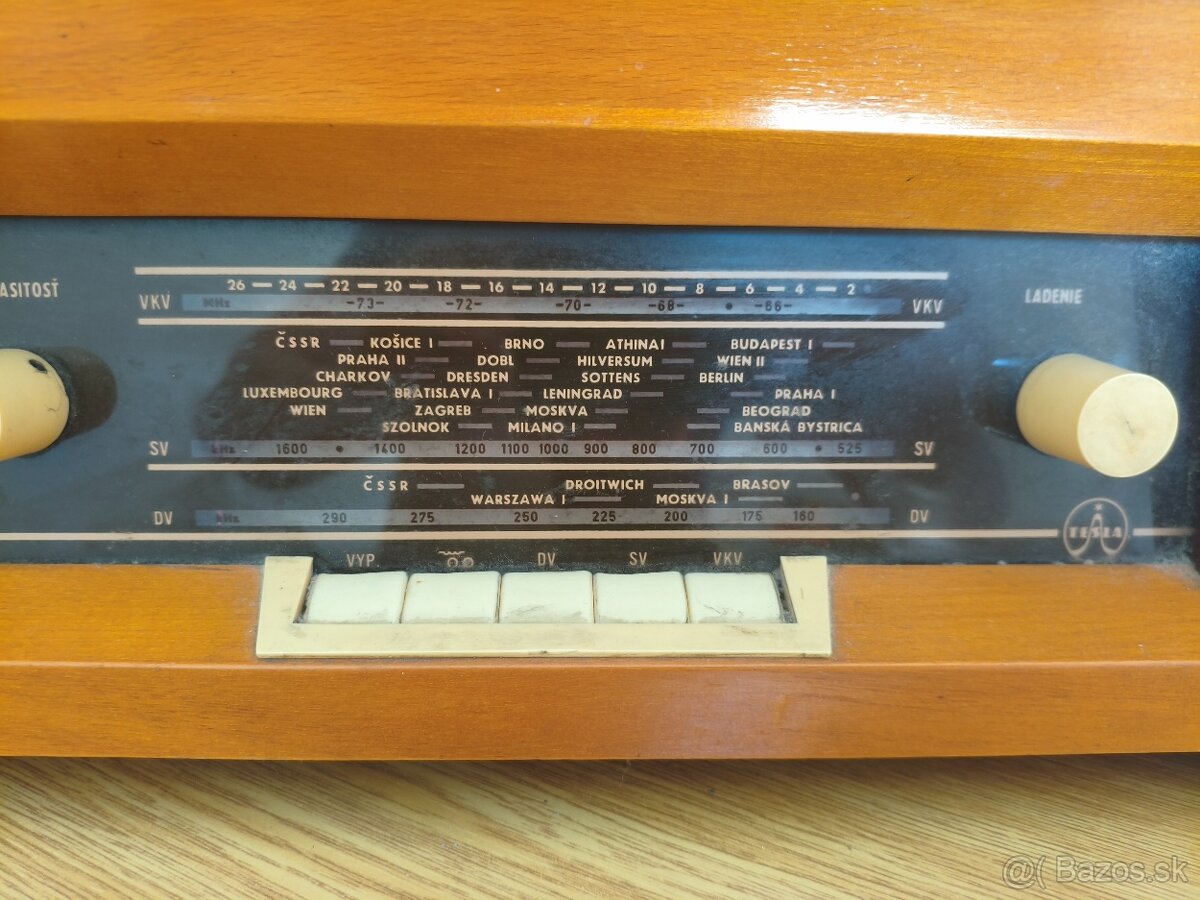 ASITOSŤ
26 — 24 — 22 — 20 — 18 — 16 — 14 — 12 — 10 — 8 — 6 — 4 — 2
LADENIE
VKV MHz -73- -72- -70- -68- • -66- VKV
ČSSR KOŠICE I BRNO ATHINAI BUDAPEST I
PRAHA II DOBL HILVERSUM WIEN II
CHARKOV DRESDEN SOTTENS BERLIN
LUXEMBOURG BRATISLAVA I LENINGRAD PRAHA I
WIEN ZAGREB MOSKVA BEOGRAD
SZOLNOK MILANO I BANSKÁ BYSTRICA
SV kHz 1600 • 1400 1200 1100 1000 900 800 700 600 • 525 SV
ČSSR DROITWICH BRASOV
WARSZAWA I MOSKVA I
DV kHz 290 275 250 225 200 175 160 DV
TESLA
VYP. DV SV VKV
@( Bazos.sk